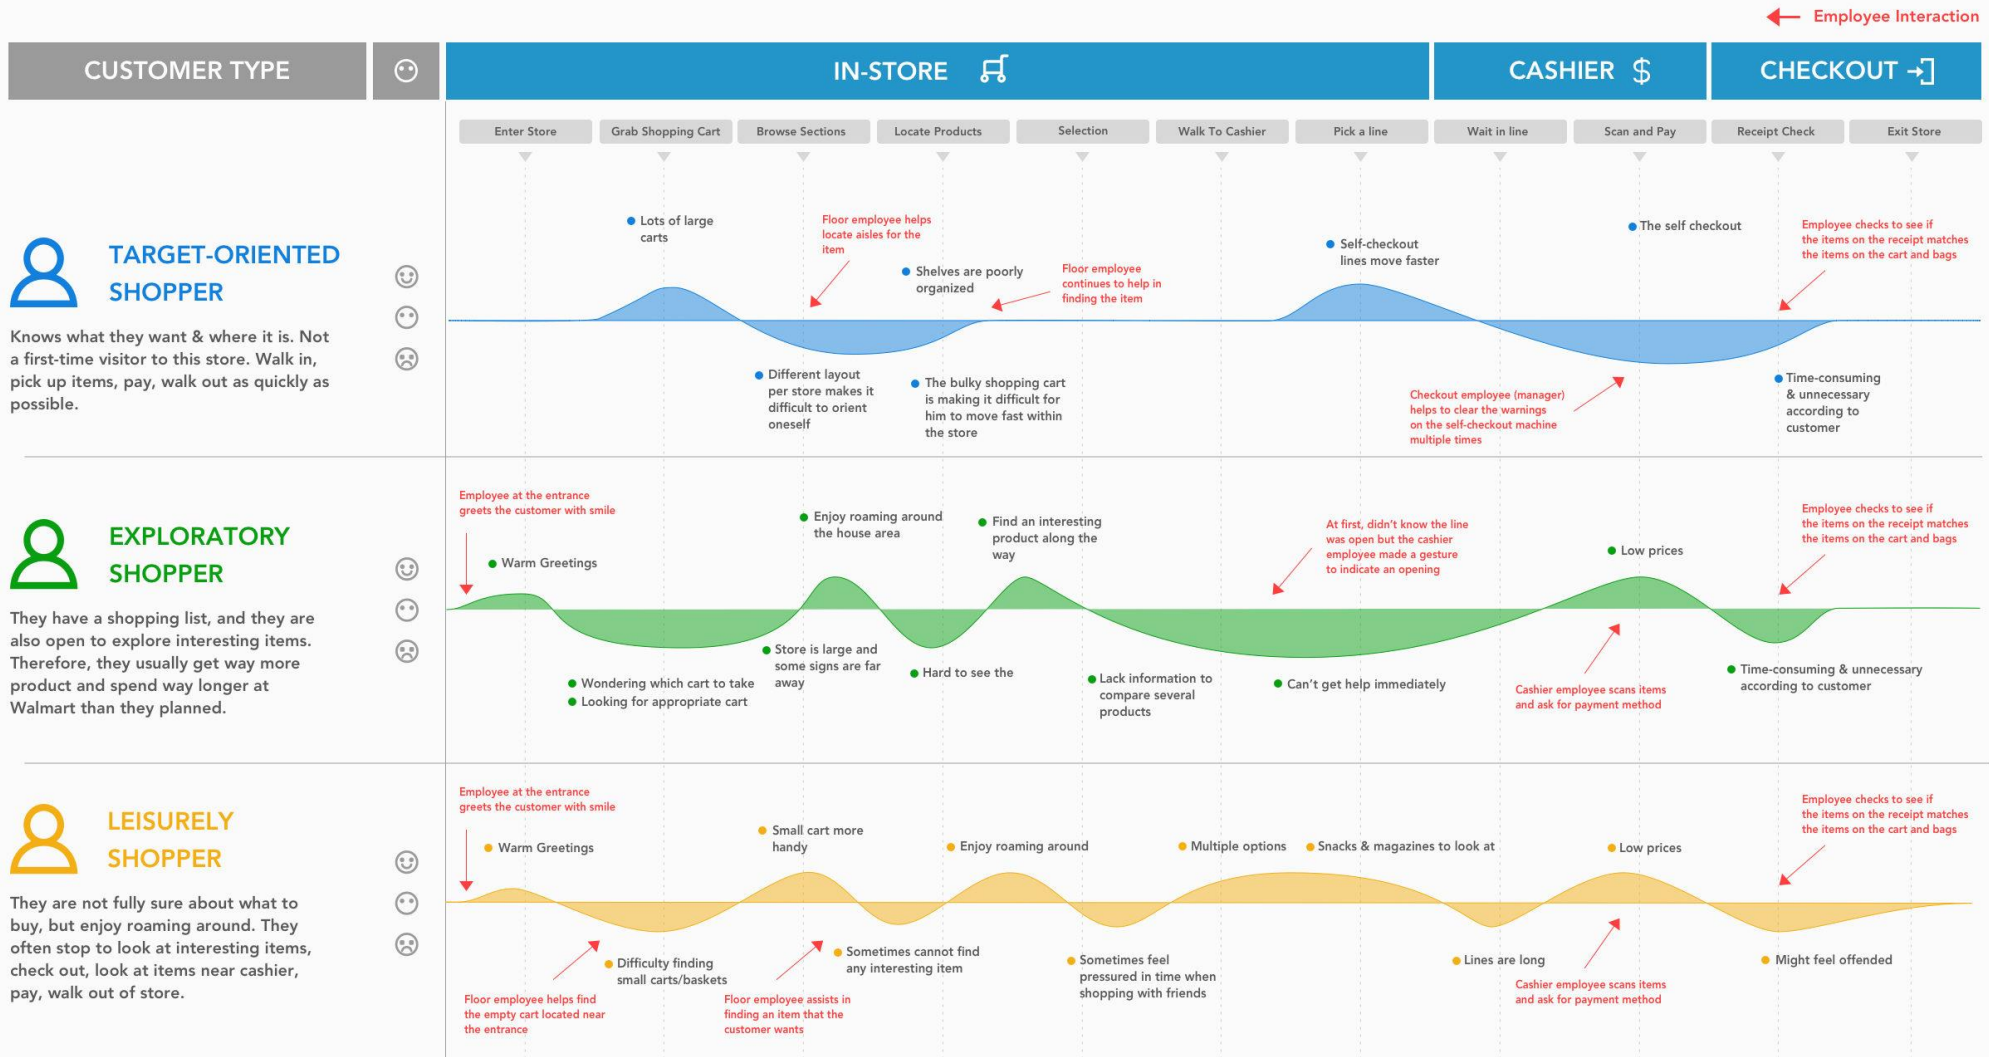 Employee Interaction
CUSTOMER TYPE
IN-STORE
CASHIER $
CHECKOUT
Enter Store
Grab Shopping Cart
Browse Sections
Locate Products
Selection
Walk To Cashier
Pick a line
Wait in line
Scan and Pay
Receipt Check
Exit Store
TARGET-ORIENTED
SHOPPER
Knows what they want & where it is. Not
a first-time visitor to this store. Walk in,
pick up items, pay, walk out as quickly as
possible.
Lots of large
carts
Floor employee helps
locate aisles for the
item
Shelves are poorly
organized
Floor employee
continues to help in
finding the item
Self-checkout
lines move faster
The self checkout
Employee checks to see if
the items on the receipt matches
the items on the cart and bags
Different layout
per store makes it
difficult to orient
oneself
The bulky shopping cart
is making it difficult for
him to move fast within
the store
Checkout employee (manager)
helps to clear the warnings
on the self-checkout machine
multiple times
Time-consuming
& unnecessary
according to
customer
EXPLORATORY
SHOPPER
They have a shopping list, and they are
also open to explore interesting items.
Therefore, they usually get way more
product and spend way longer at
Walmart than they planned.
Employee at the entrance
greets the customer with smile
Warm Greetings
Enjoy roaming around
the house area
Find an interesting
product along the
way
At first, didn't know the line
was open but the cashier
employee made a gesture
to indicate an opening
Low prices
Employee checks to see if
the items on the receipt matches
the items on the cart and bags
Wondering which cart to take
Looking for appropriate cart
Store is large and
some signs are far
away
Hard to see the
Lack information to
compare several
products
Can't get help immediately
Cashier employee scans items
and ask for payment method
Time-consuming & unnecessary
according to customer
LEISURELY
SHOPPER
They are not fully sure about what to
buy, but enjoy roaming around. They
often stop to look at interesting items,
check out, look at items near cashier,
pay, walk out of store.
Employee at the entrance
greets the customer with smile
Warm Greetings
Small cart more
handy
Enjoy roaming around
Multiple options
Snacks & magazines to look at
Low prices
Employee checks to see if
the items on the receipt matches
the items on the cart and bags
Floor employee helps find
the empty cart located near
the entrance
Difficulty finding
small carts/baskets
Floor employee assists in
finding an item that the
customer wants
Sometimes cannot find
any interesting item
Sometimes feel
pressured in time when
shopping with friends
Lines are long
Cashier employee scans items
and ask for payment method
Might feel offended